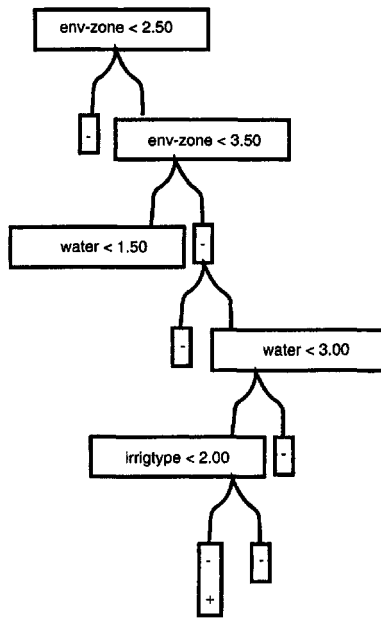 env-zone < 2.50
-
env-zone < 3.50
water < 1.50
-
-
water < 3.00
irrigtype < 2.00
-
-
-
+